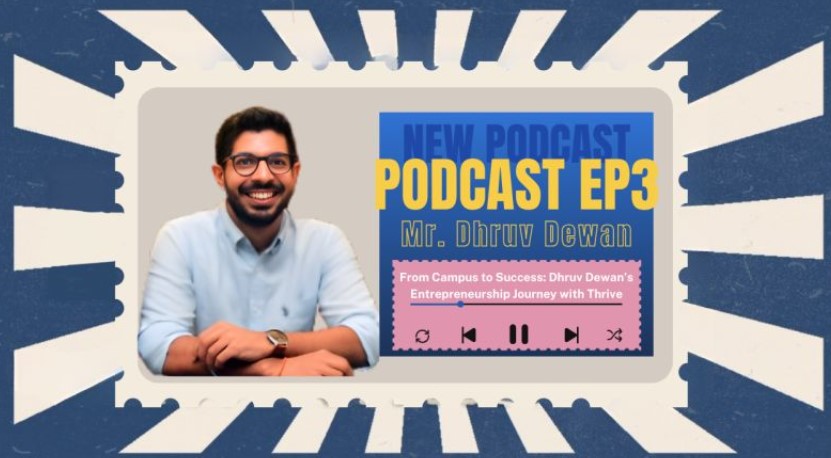 NEW PODCAST
PODCAST EP3
Mr. Dhruv Dewan
From Campus to Success: Dhruv Dewan's
Entrepreneurship Journey with Thrive